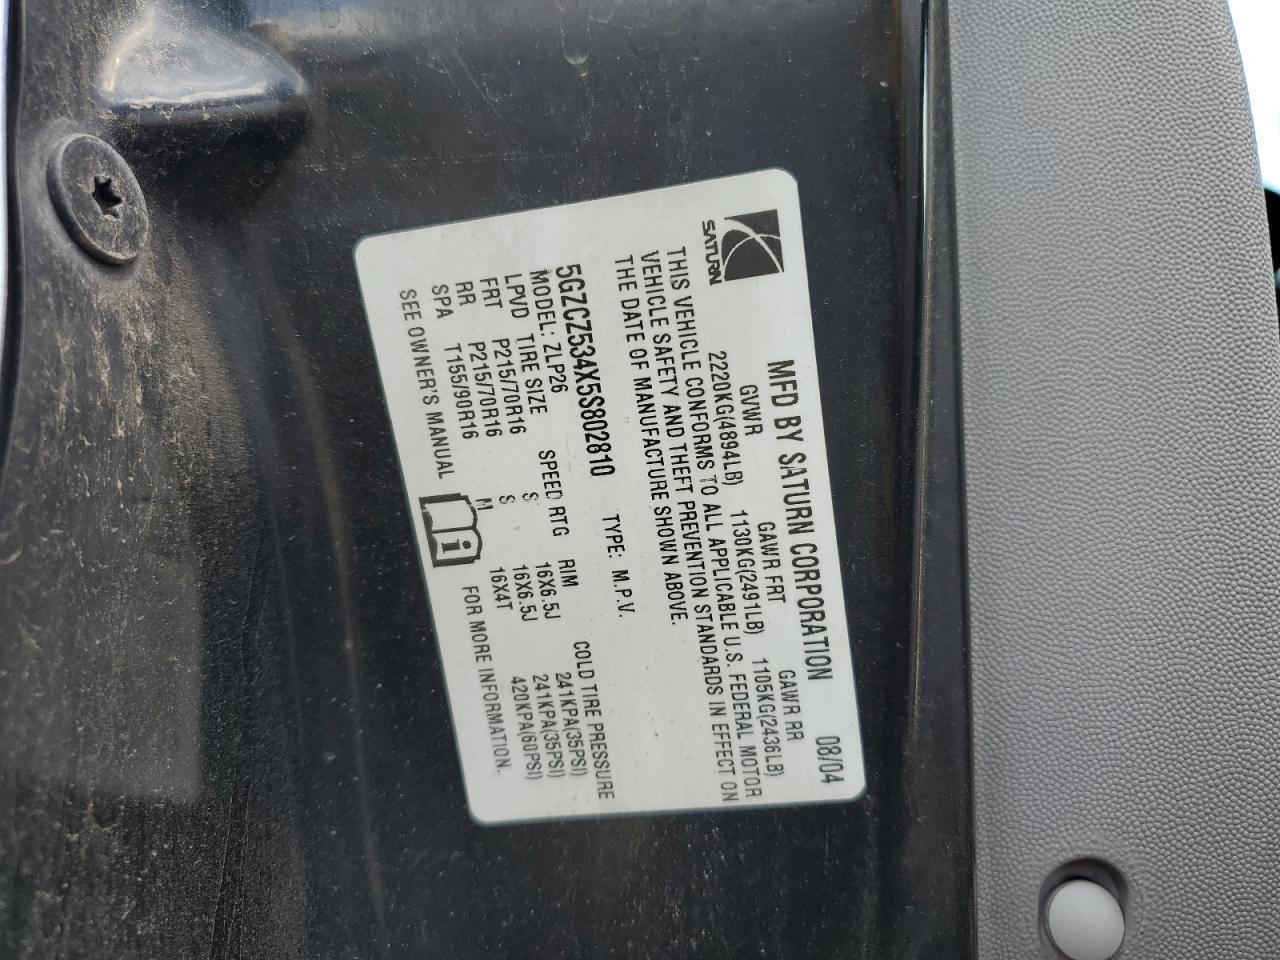 SATURN
MFD BY SATURN CORPORATION 08/04
GVWR GAWR FRT GAWR RR
2220KG(4894LB) 1130KG(2491LB) 1105KG(2436LB)
THIS VEHICLE CONFORMS TO ALL APPLICABLE U.S. FEDERAL MOTOR
VEHICLE SAFETY AND THEFT PREVENTION STANDARDS IN EFFECT ON
THE DATE OF MANUFACTURE SHOWN ABOVE.
5GZCZ534X5S802810 TYPE: M.P.V.
MODEL: ZLP26
LPVD TIRE SIZE SPEED RTG RIM COLD TIRE PRESSURE
FRT P215/70R16 S 16X6.5J 241KPA(35PSI)
RR P215/70R16 S 16X6.5J 241KPA(35PSI)
SPA T155/90R16 M 16X4T 420KPA(60PSI)
SEE OWNER'S MANUAL i FOR MORE INFORMATION.